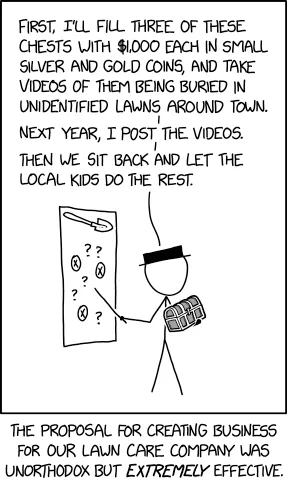 FIRST, I'LL FILL THREE OF THESE
CHESTS WITH $1,000 EACH IN SMALL
SILVER AND GOLD COINS, AND TAKE
VIDEOS OF THEM BEING BURIED IN
UNIDENTIFIED LAWNS AROUND TOWN.
NEXT YEAR, I POST THE VIDEOS.
THEN WE SIT BACK AND LET THE
LOCAL KIDS DO THE REST.
? ?
X
X
?
?
X
?
THE PROPOSAL FOR CREATING BUSINESS
FOR OUR LAWN CARE COMPANY WAS
UNORTHODOX BUT EXTREMELY EFFECTIVE.